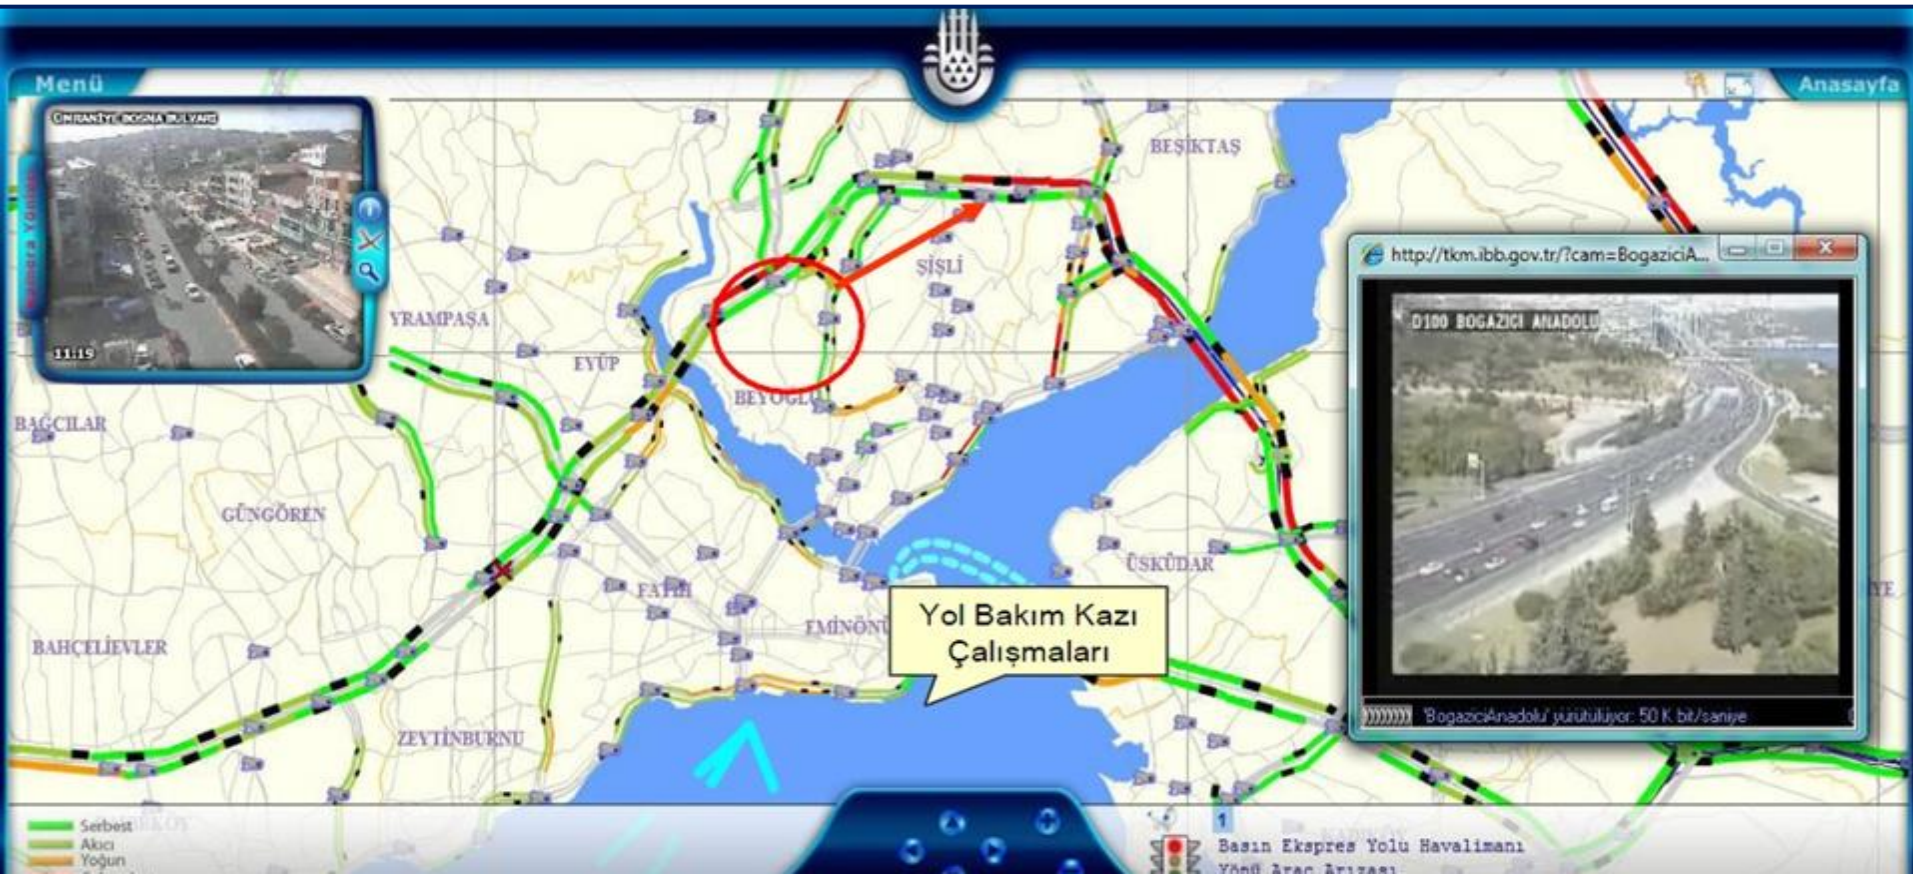 Menü
Anasayfa
ÜMRANİYE BOSNA BULVARI
11:19
BEŞİKTAŞ
http://tkm.ibb.gov.tr/?cam=BogaziciA...
D100 BOGAZICI ANADOLU
ŞİŞLİ
YRAMPAŞA
EYÜP
BEYOĞLU
BAĞCILAR
GÜNGÖREN
ÜSKÜDAR
FATİH
Yol Bakım Kazı
Çalışmaları
EMİNÖNÜ
BAHÇELİEVLER
ZEYTİNBURNU
'BogaziciAnadolu' yürütülüyor: 50 K bit/saniye
Serbest
Akıcı
Yoğun
1
Basın Ekspres Yolu Havalimanı
Yönü Araç Arızası